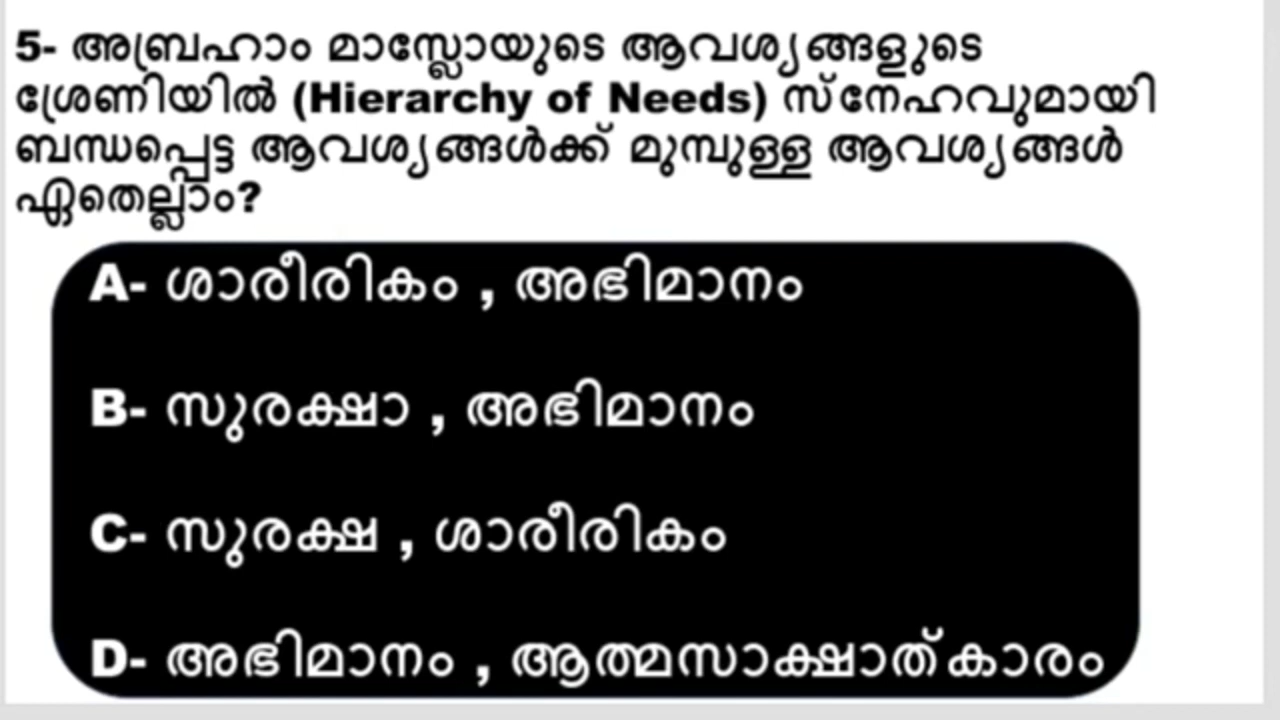 5- അബ്രഹാം മാസ്ലോയുടെ ആവശ്യങ്ങളുടെ
ശ്രേണിയിൽ (Hierarchy of Needs) സ്നേഹവുമായി
ബന്ധപ്പെട്ട ആവശ്യങ്ങൾക്ക് മുമ്പുള്ള ആവശ്യങ്ങൾ
ഏതെല്ലാം?
A- ശാരീരികം , അഭിമാനം
B- സുരക്ഷാ , അഭിമാനം
C- സുരക്ഷ , ശാരീരികം
D- അഭിമാനം , ആത്മസാക്ഷാത്കാരം